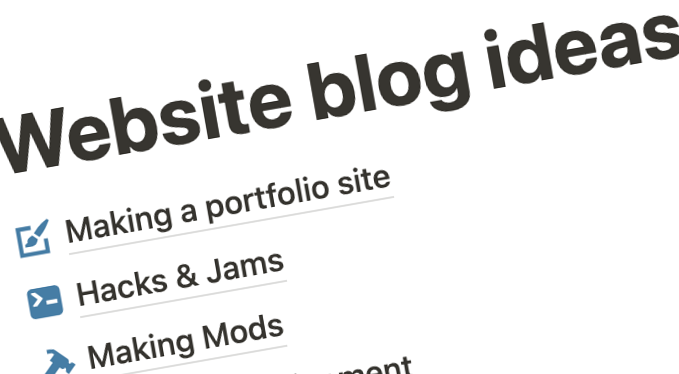 Website blog ideas
Making a portfolio site
Hacks & Jams
Making Mods